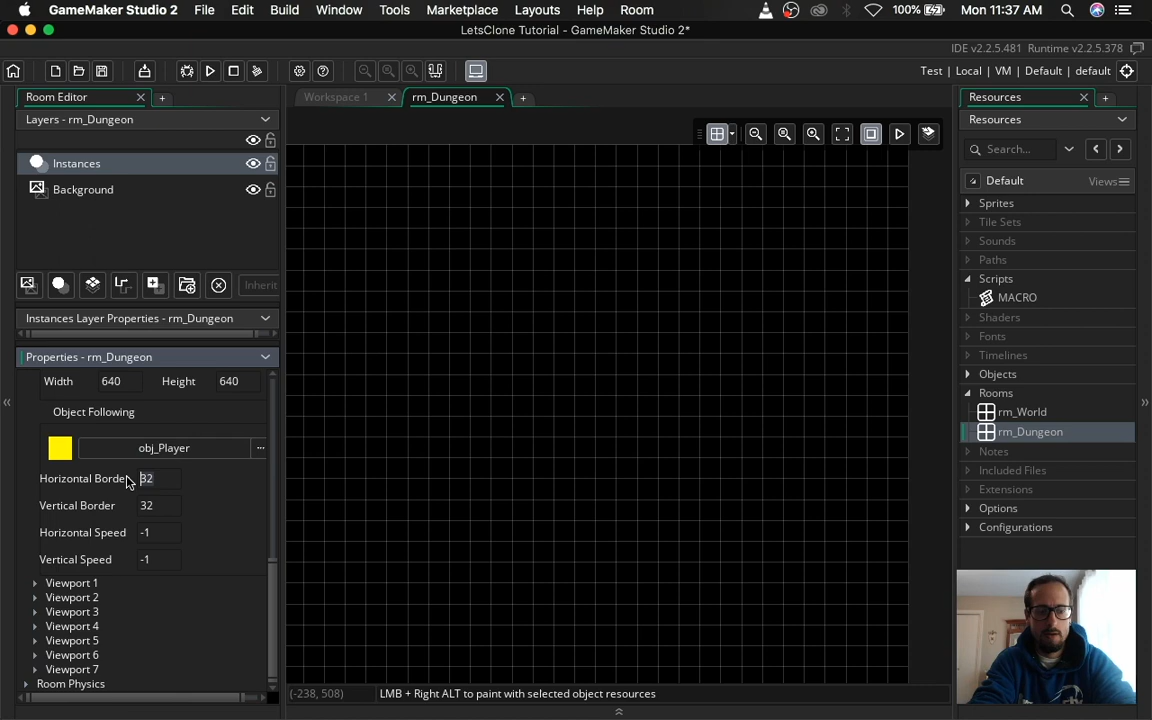 GameMaker Studio 2 File Edit Build Window Tools Marketplace Layouts Help Room 100% Mon 11:37 AM
LetsClone Tutorial - GameMaker Studio 2*
IDE v2.2.5.481 Runtime v2.2.5.378
Test | Local | VM | Default | default
Room Editor
Workspace 1
rm_Dungeon
Resources
Layers - rm_Dungeon
Resources
Search...
Instances
Background
Default Views
Sprites
Tile Sets
Sounds
Paths
Scripts
MACRO
Shaders
Fonts
Timelines
Objects
Rooms
rm_World
rm_Dungeon
Notes
Included Files
Extensions
Options
Configurations
Inherit
Instances Layer Properties - rm_Dungeon
Properties - rm_Dungeon
Width 640 Height 640
Object Following
obj_Player ...
Horizontal Border 32
Vertical Border 32
Horizontal Speed -1
Vertical Speed -1
Viewport 1
Viewport 2
Viewport 3
Viewport 4
Viewport 5
Viewport 6
Viewport 7
Room Physics
(-238, 508) LMB + Right ALT to paint with selected object resources